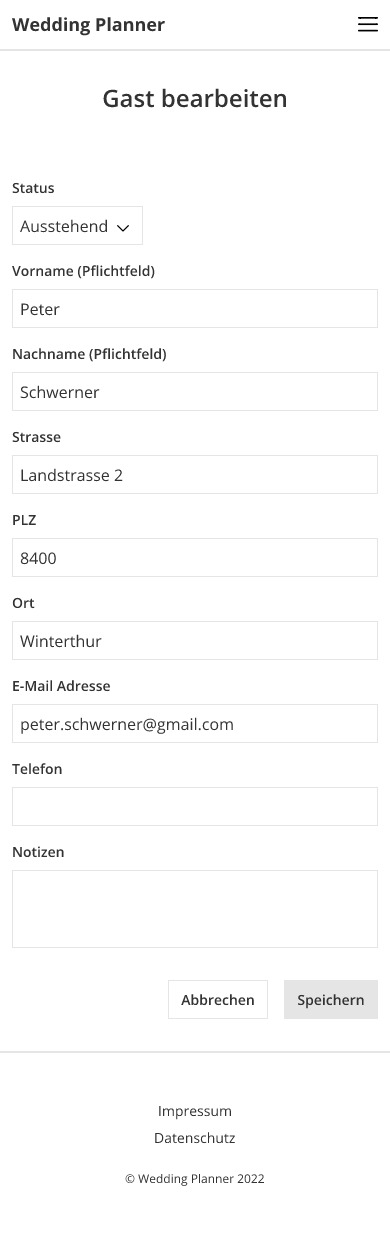 Wedding Planner
Gast bearbeiten
Status
Ausstehend
Vorname (Pflichtfeld)
Peter
Nachname (Pflichtfeld)
Schwerner
Strasse
Landstrasse 2
PLZ
8400
Ort
Winterthur
E-Mail Adresse
peter.schwerner@gmail.com
Telefon
Notizen
Abbrechen Speichern
Impressum
Datenschutz
© Wedding Planner 2022